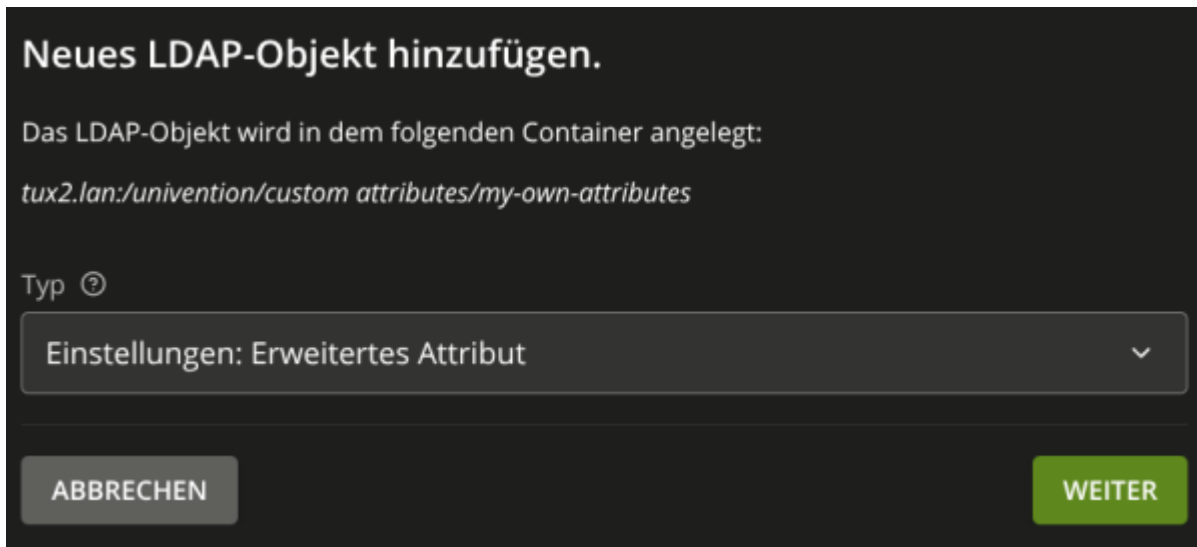 Neues LDAP-Objekt hinzufügen.
Das LDAP-Objekt wird in dem folgenden Container angelegt:
tux2.lan:/univention/custom attributes/my-own-attributes
Typ
Einstellungen: Erweitertes Attribut
ABBRECHEN
WEITER